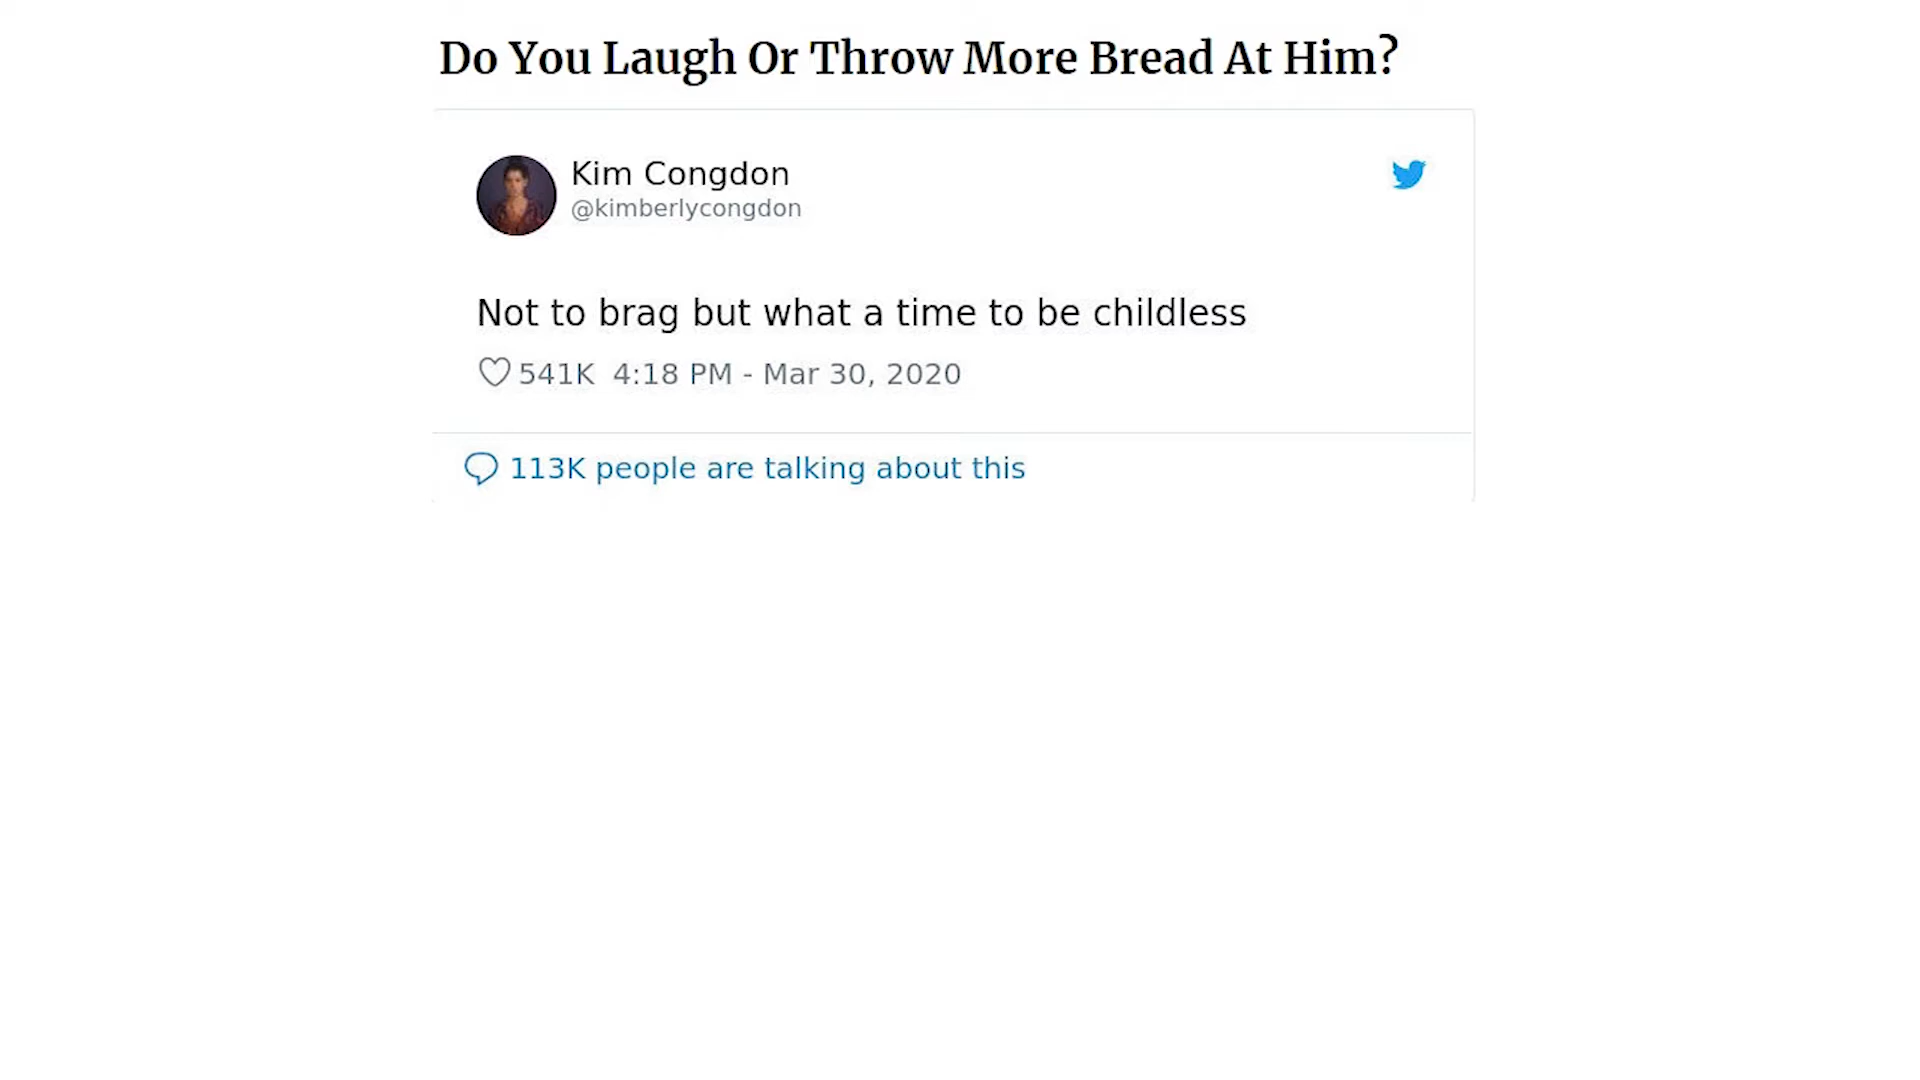 Do You Laugh Or Throw More Bread At Him?
Kim Congdon
@kimberlycongdon
Not to brag but what a time to be childless
541K 4:18 PM - Mar 30, 2020
113K people are talking about this